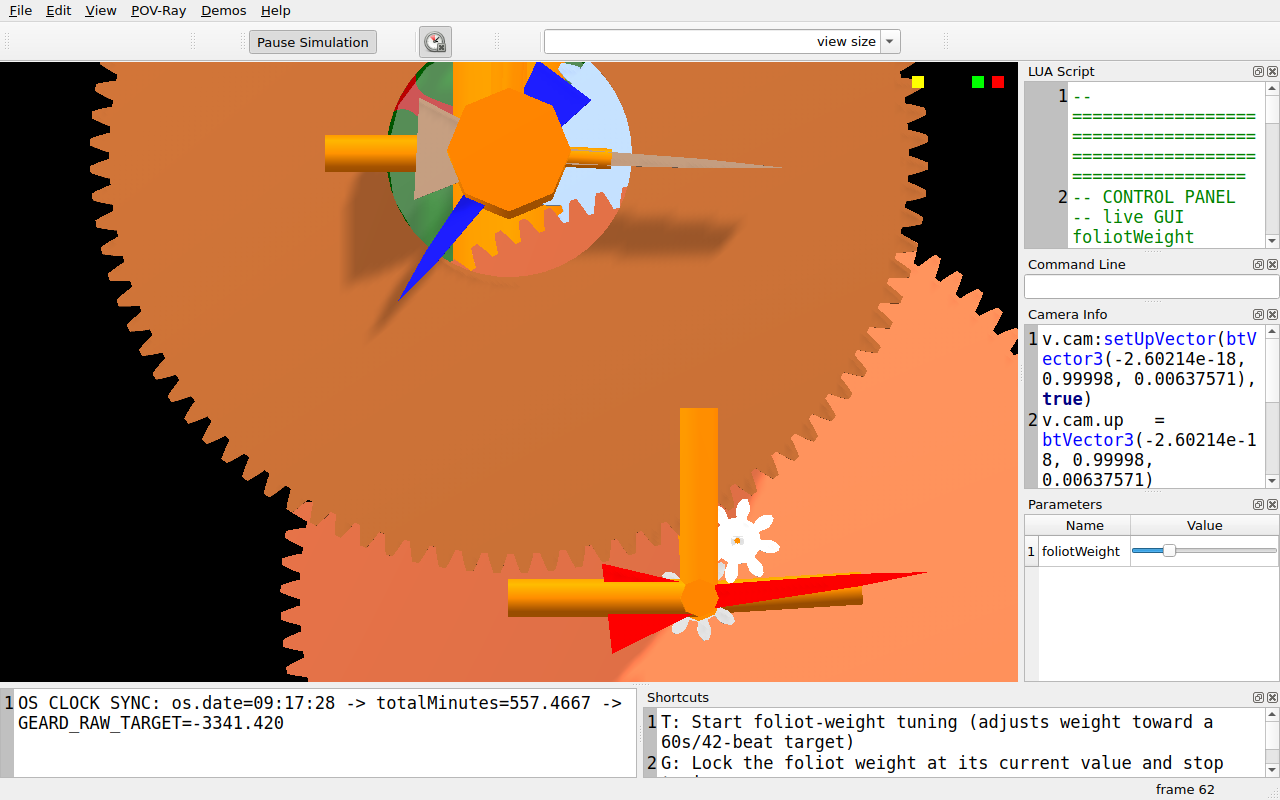 File Edit View POV-Ray Demos Help
Pause Simulation view size
LUA Script
1 --
==================
==================
==================
=================
2 -- CONTROL PANEL
-- live GUI
foliotWeight
Command Line
Camera Info
1 v.cam:setUpVector(btV
ector3(-2.60214e-18,
0.99998, 0.00637571),
true)
2 v.cam.up   =
btVector3(-2.60214e-1
8, 0.99998,
0.00637571)
Parameters
Name Value
1 foliotWeight
1 OS CLOCK SYNC: os.date=09:17:28 -> totalMinutes=557.4667 ->
GEARD_RAW_TARGET=-3341.420
Shortcuts
1 T: Start foliot-weight tuning (adjusts weight toward a
60s/42-beat target)
2 G: Lock the foliot weight at its current value and stop
frame 62